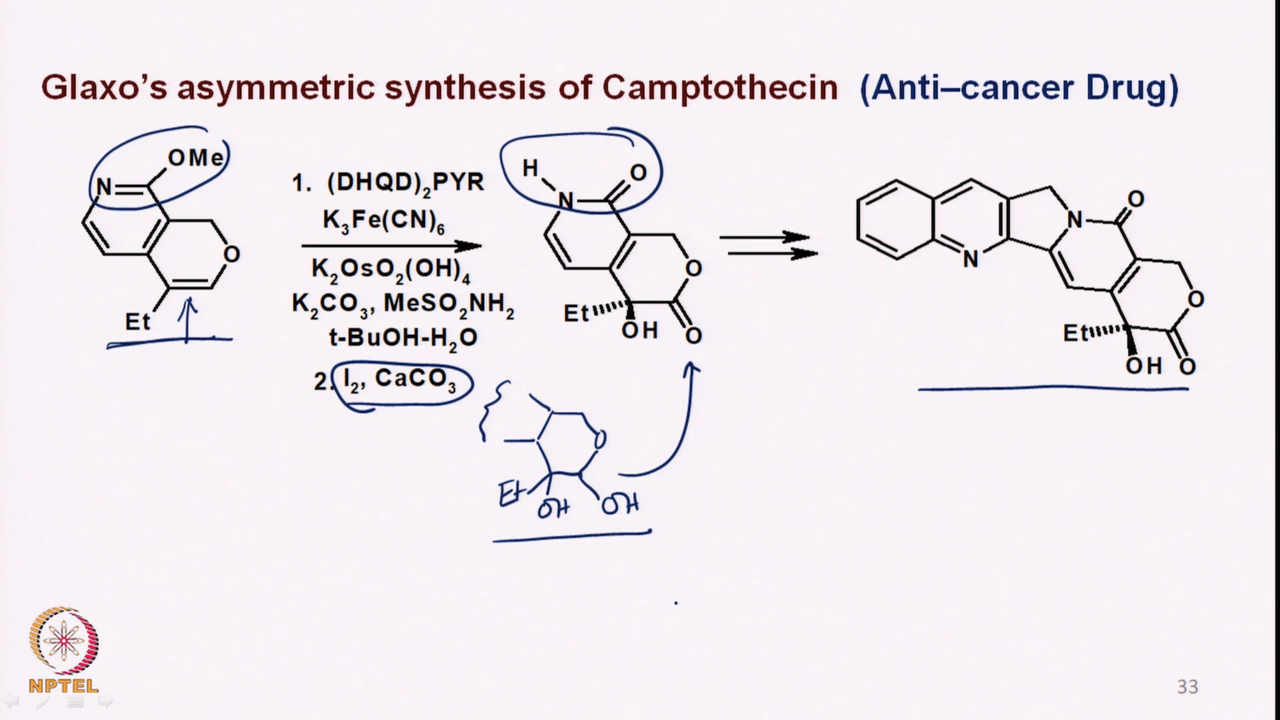 Glaxo's asymmetric synthesis of Camptothecin (Anti–cancer Drug)
N OMe O Et
1. (DHQD)₂PYR
K₃Fe(CN)₆
K₂OsO₂(OH)₄
K₂CO₃, MeSO₂NH₂
t-BuOH-H₂O
2. I₂, CaCO₃
H N O O Et OH O
O Et OH OH
N N O O Et OH O
NPTEL
33